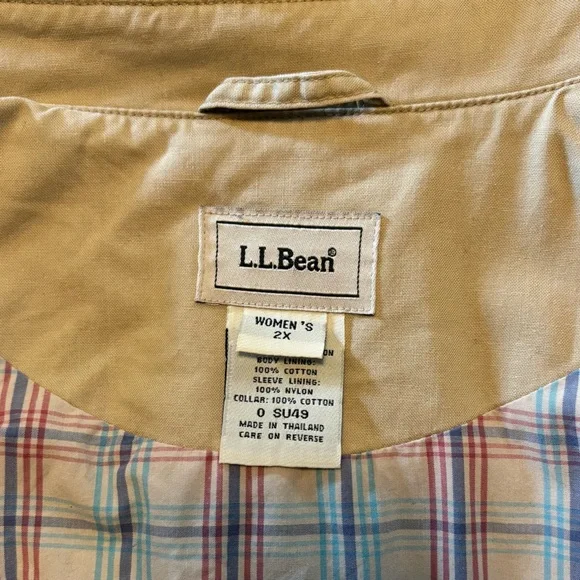 L.L.Bean®
WOMEN'S
2X
BODY LINING:
100% COTTON
SLEEVE LINING:
100% NYLON
COLLAR: 100% COTTON
0 SU49
MADE IN THAILAND
CARE ON REVERSE